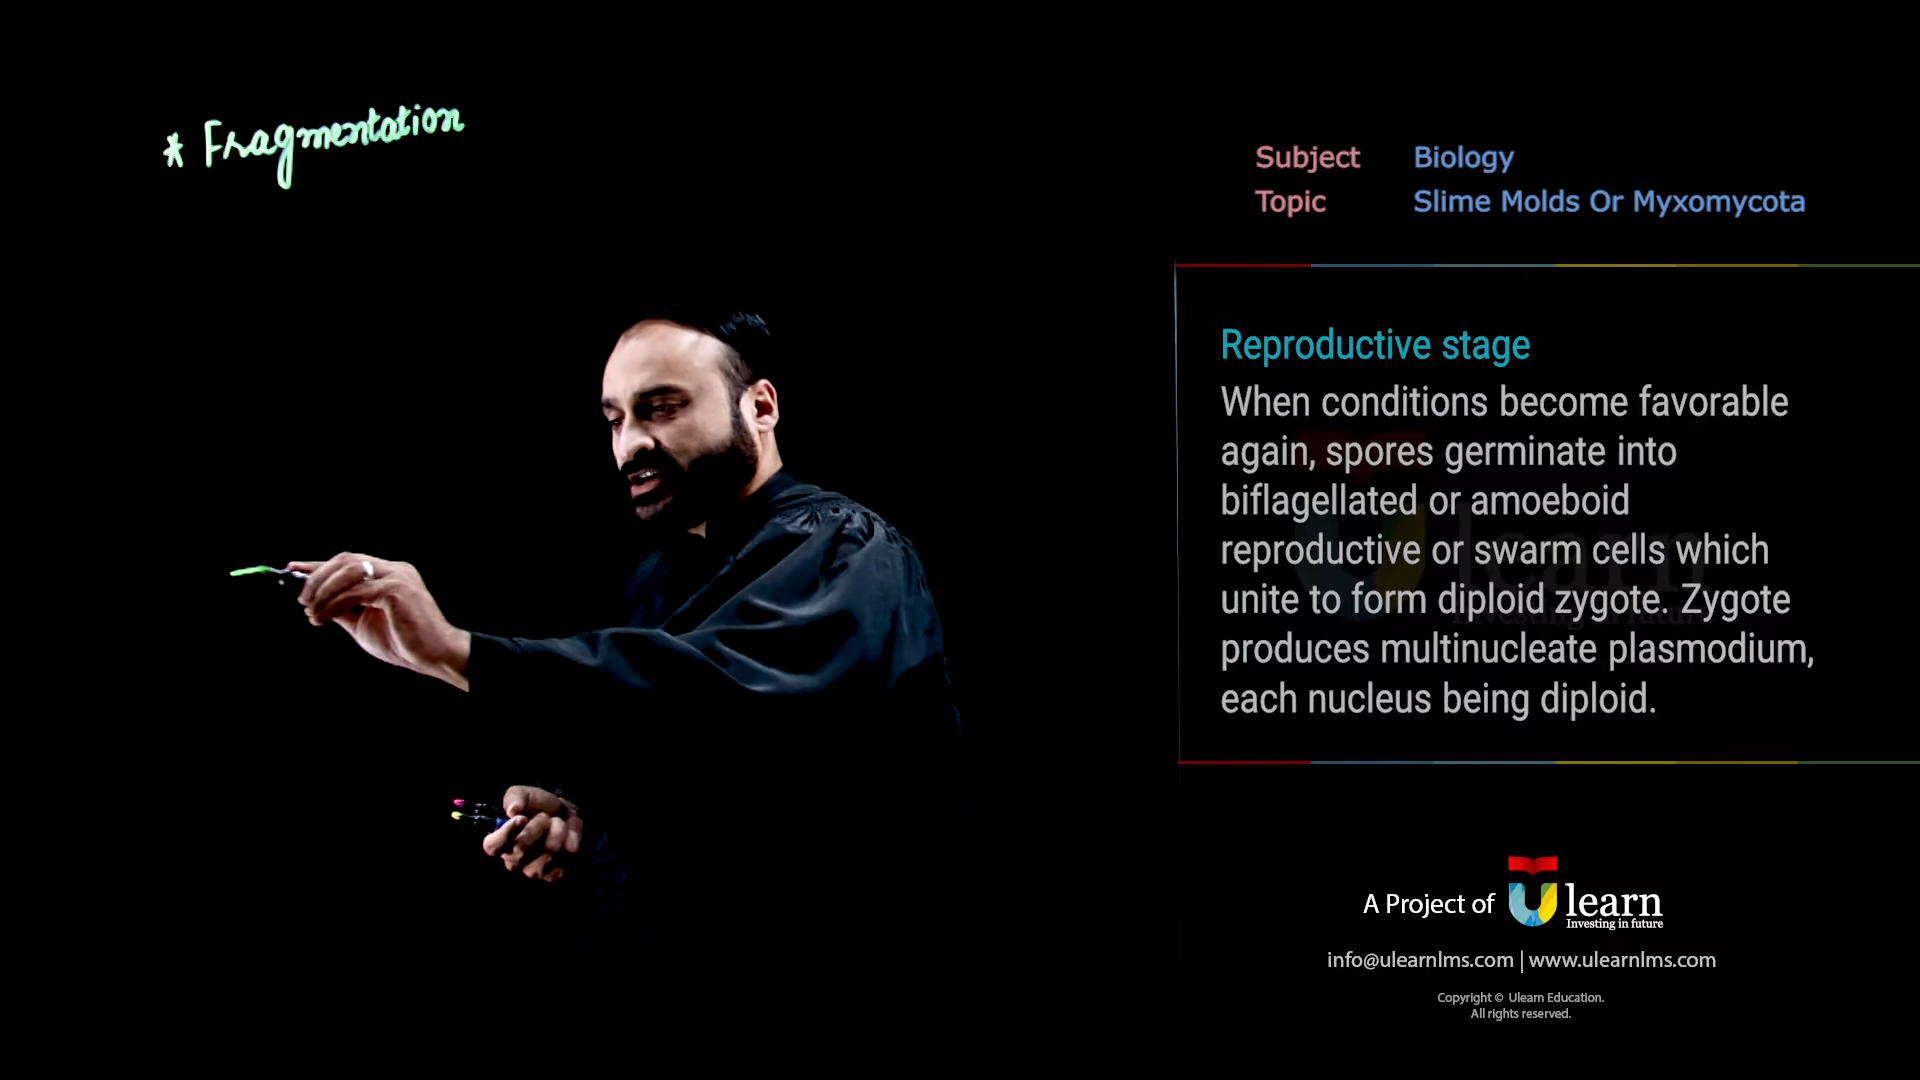 * Fragmentation
Subject Biology
Topic Slime Molds Or Myxomycota
Reproductive stage
When conditions become favorable
again, spores germinate into
biflagellated or amoeboid
reproductive or swarm cells which
unite to form diploid zygote. Zygote
produces multinucleate plasmodium,
each nucleus being diploid.
A Project of Ulearn
Investing in future
info@ulearnlms.com | www.ulearnlms.com
Copyright © Ulearn Education.
All rights reserved.